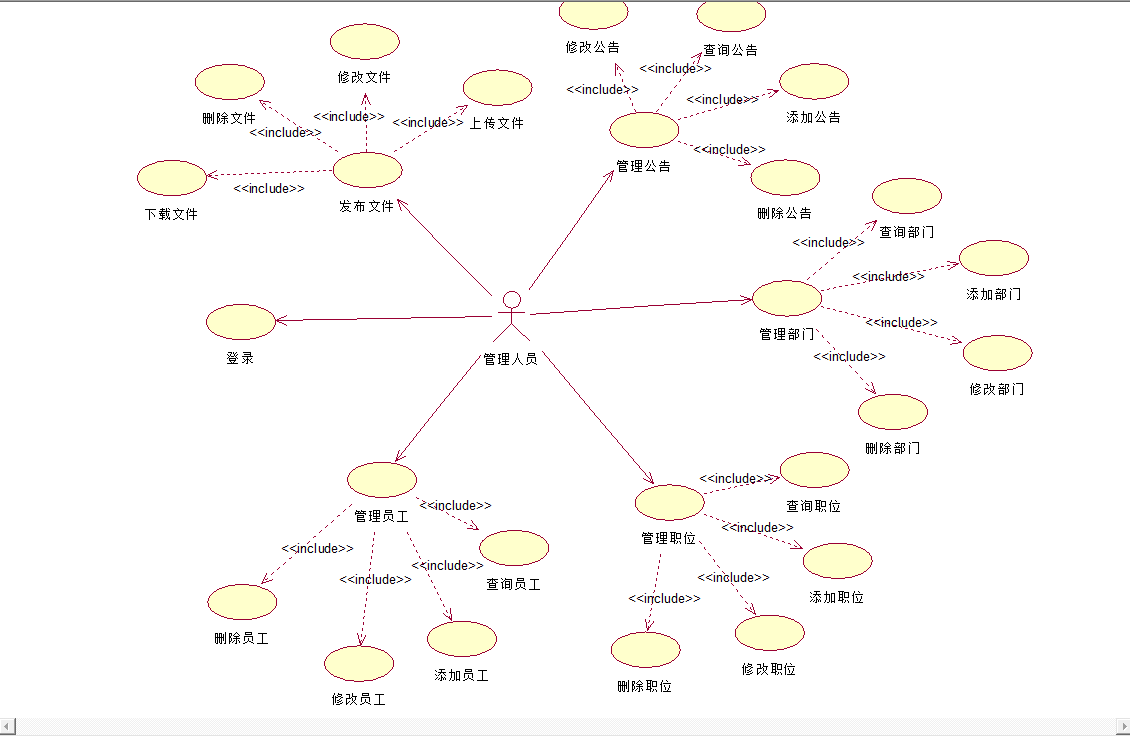 修改公告
查询公告
修改文件
<<include>>
<<include>>
删除文件
<<include>>
<<include>>
上传文件
<<include>>
添加公告
<<include>>
<<include>>
管理公告
<<include>>
下载文件
发布文件
删除公告
查询部门
<<include>>
<<include>>
添加部门
<<include>>
管理部门
登录
管理人员
<<include>>
修改部门
删除部门
<<include>>
查询职位
管理员工
<<include>>
<<include>>
管理职位
<<include>>
<<include>>
<<include>>
<<include>>
查询员工
<<include>>
添加职位
<<include>>
删除员工
添加员工
修改职位
删除职位
修改员工